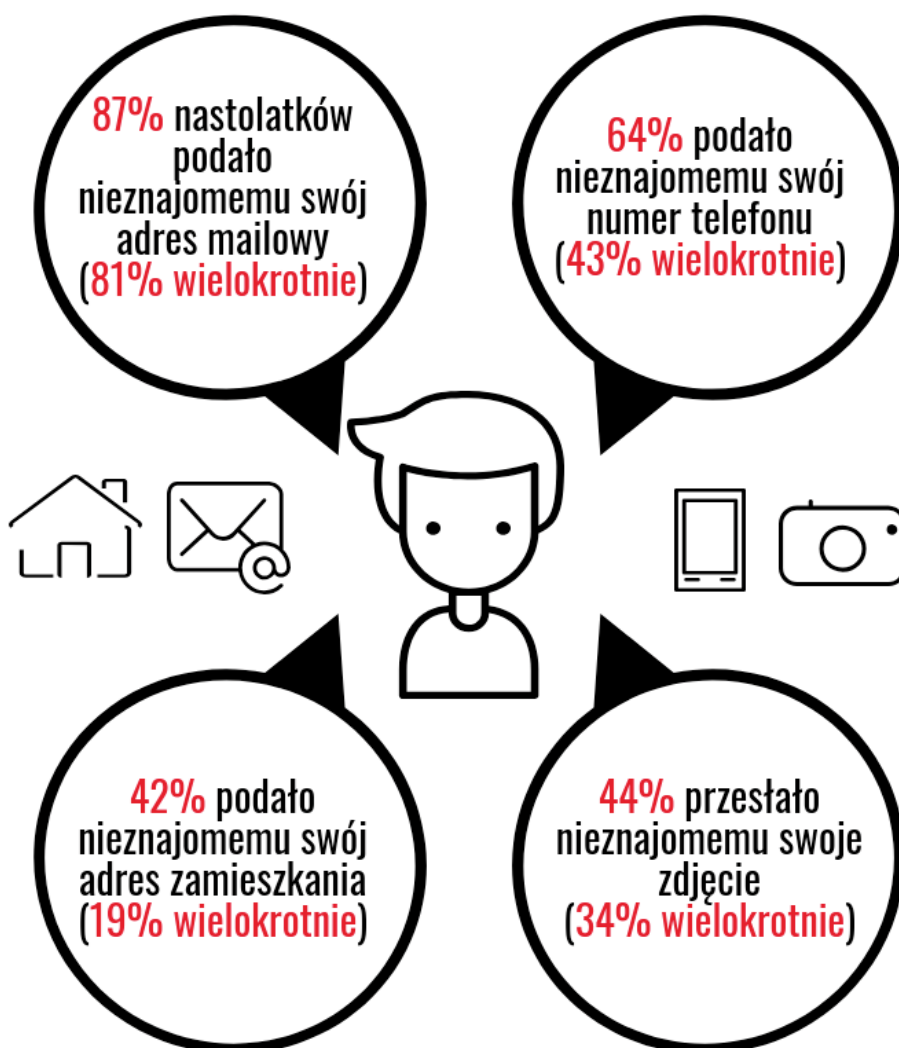 87% nastolatków
podało
nieznajomemu swój
adres mailowy
(81% wielokrotnie)
64% podało
nieznajomemu swój
numer telefonu
(43% wielokrotnie)
@
42% podało
nieznajomemu swój
adres zamieszkania
(19% wielokrotnie)
44% przesłało
nieznajomemu swoje
zdjęcie
(34% wielokrotnie)